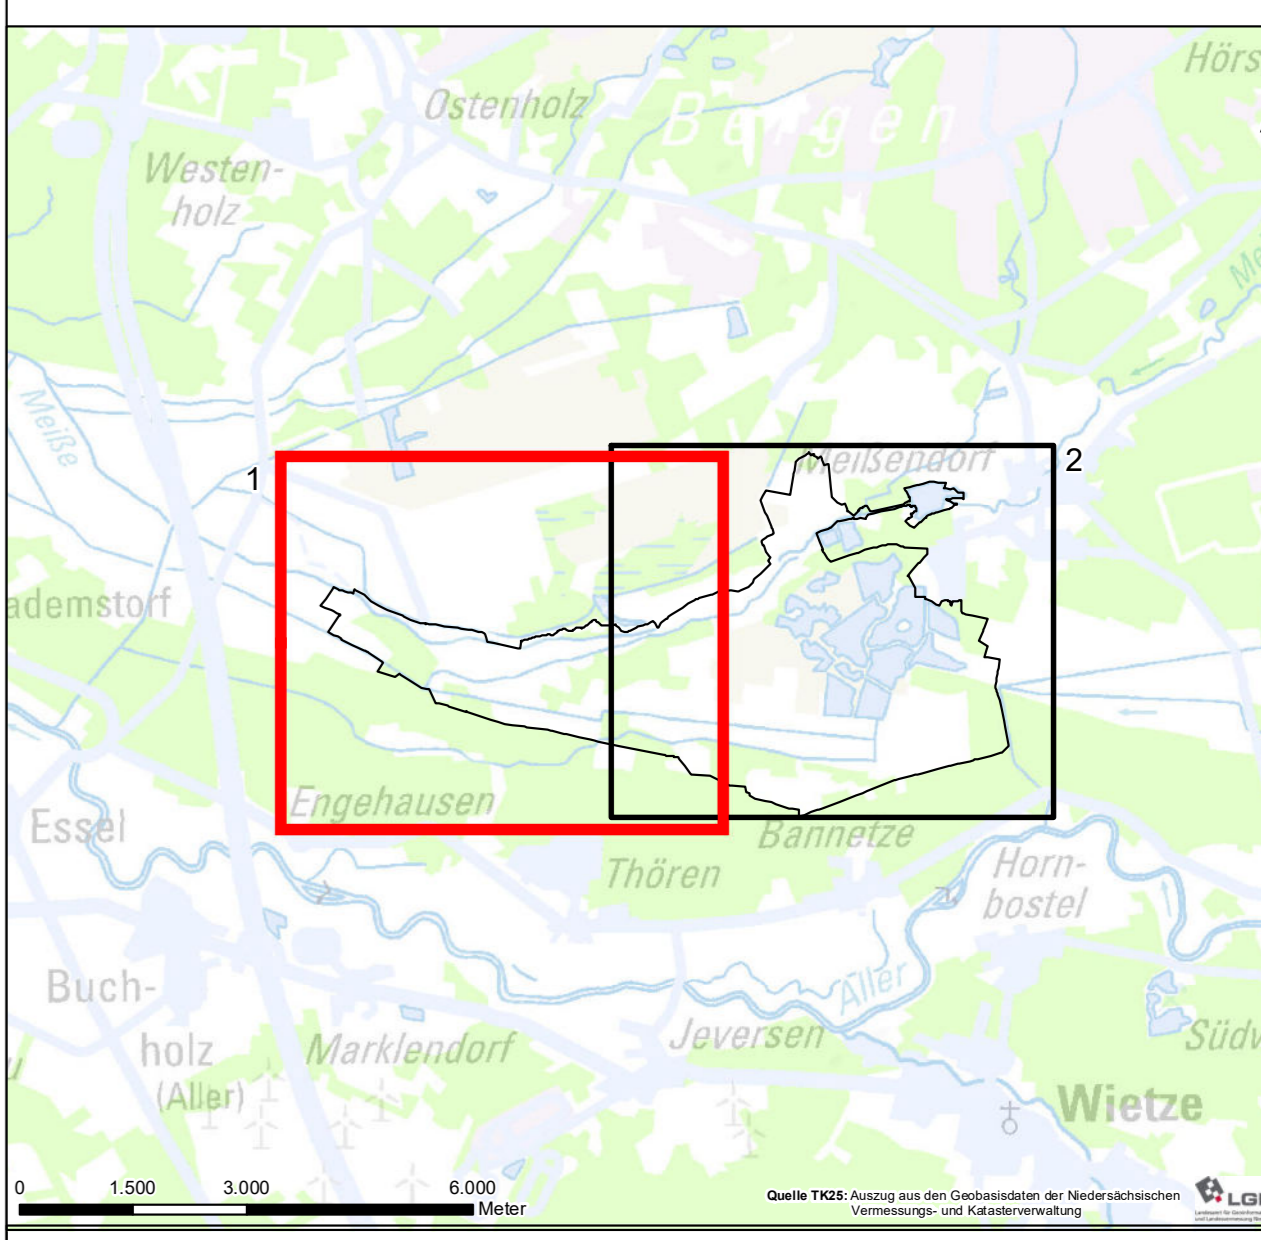 Hörs
Ostenholz
Bergen
Westen-
holz
Meiße
Meißendorf
1
2
ademstorf
Engehausen
Essel
Bannetze
Thören
Horn-
bostel
Buch-
holz
(Aller)
Aller
Marklendorf
Jeversen
Südw
Wietze
0 1.500 3.000 6.000
Meter
Quelle TK25: Auszug aus den Geobasisdaten der Niedersächsischen
Vermessungs- und Katasterverwaltung